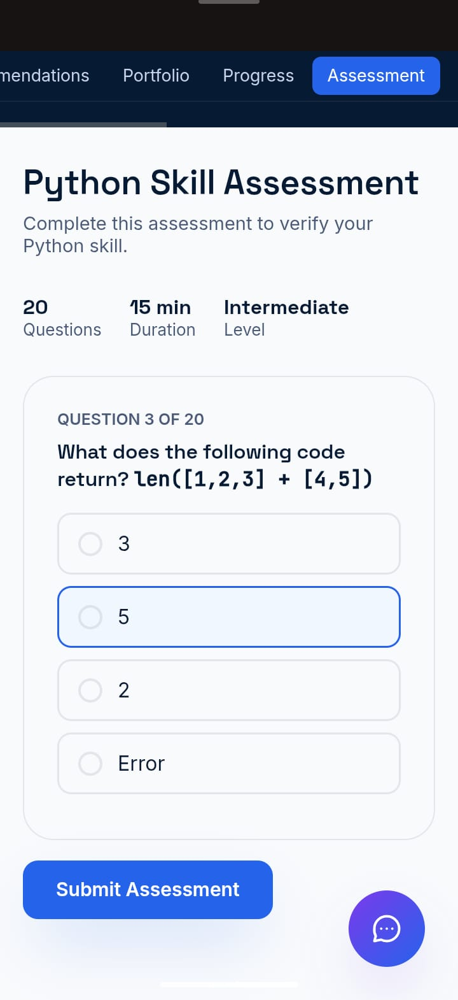 mendations Portfolio Progress Assessment
Python Skill Assessment
Complete this assessment to verify your
Python skill.
20 15 min Intermediate
Questions Duration Level
QUESTION 3 OF 20
What does the following code
return? len([1,2,3] + [4,5])
3
5
2
Error
Submit Assessment